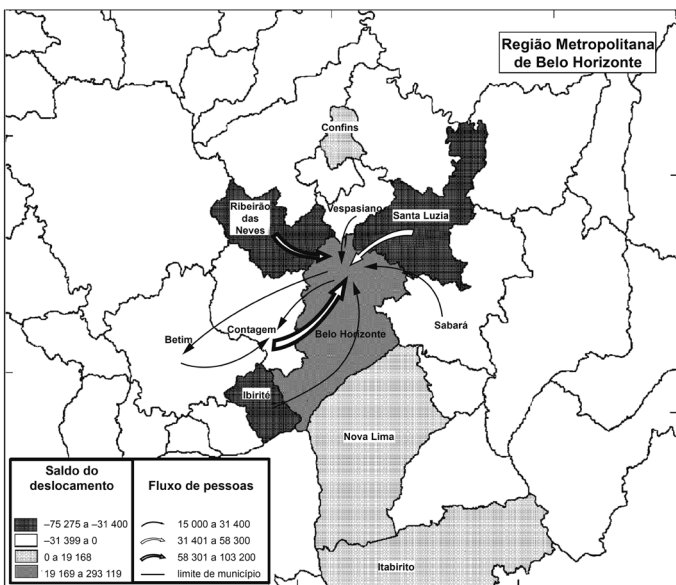 Região Metropolitana
de Belo Horizonte
Confins
Ribeirão
das
Neves
Vespasiano
Santa Luzia
Betim
Contagem
Belo Horizonte
Sabará
Ibirité
Nova Lima
Itabirito
Saldo do
deslocamento
–75 275 a –31 400
–31 399 a 0
0 a 19 168
19 169 a 293 119
Fluxo de pessoas
15 000 a 31 400
31 401 a 58 300
58 301 a 103 200
limite de município